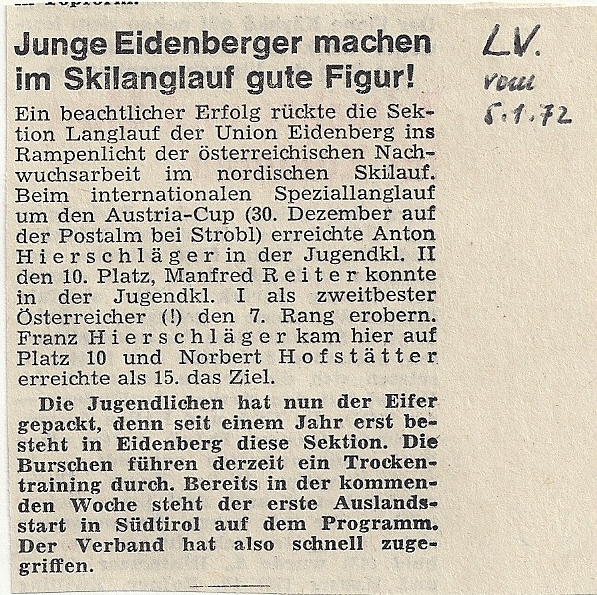 Junge Eidenberger machen
im Skilanglauf gute Figur!
Ein beachtlicher Erfolg rückte die Sek-
tion Langlauf der Union Eidenberg ins
Rampenlicht der österreichischen Nach-
wuchsarbeit im nordischen Skilauf.
Beim internationalen Speziallanglauf
um den Austria-Cup (30. Dezember auf
der Postalm bei Strobl) erreichte Anton
Hierschläger in der Jugendkl. II
den 10. Platz, Manfred Reiter konnte
in der Jugendkl. I als zweitbester
Österreicher (!) den 7. Rang erobern.
Franz Hierschläger kam hier auf
Platz 10 und Norbert Hofstätter
erreichte als 15. das Ziel.
Die Jugendlichen hat nun der Eifer
gepackt, denn seit einem Jahr erst be-
steht in Eidenberg diese Sektion. Die
Burschen führen derzeit ein Trocken-
training durch. Bereits in der kommen-
den Woche steht der erste Auslands-
start in Südtirol auf dem Programm.
Der Verband hat also schnell zuge-
griffen.
L.V.
vom
5.1.72